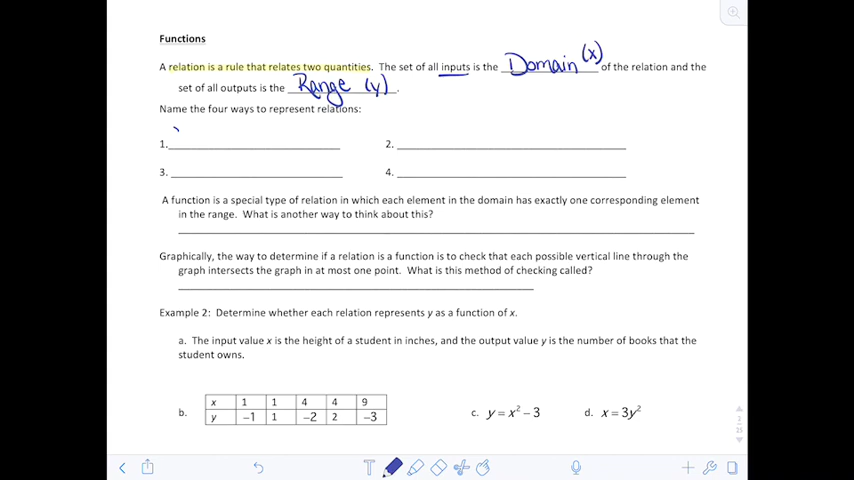 Functions
A relation is a rule that relates two quantities. The set of all inputs is the Domain (x) of the relation and the
set of all outputs is the Range (y).
Name the four ways to represent relations:
1. 2.
3. 4.
A function is a special type of relation in which each element in the domain has exactly one corresponding element
in the range. What is another way to think about this?
Graphically, the way to determine if a relation is a function is to check that each possible vertical line through the
graph intersects the graph in at most one point. What is this method of checking called?
Example 2: Determine whether each relation represents y as a function of x.
a. The input value x is the height of a student in inches, and the output value y is the number of books that the
student owns.
x 1 1 4 4 9
b. c. y = x² − 3 d. x = 3y²
y −1 1 −2 2 −3